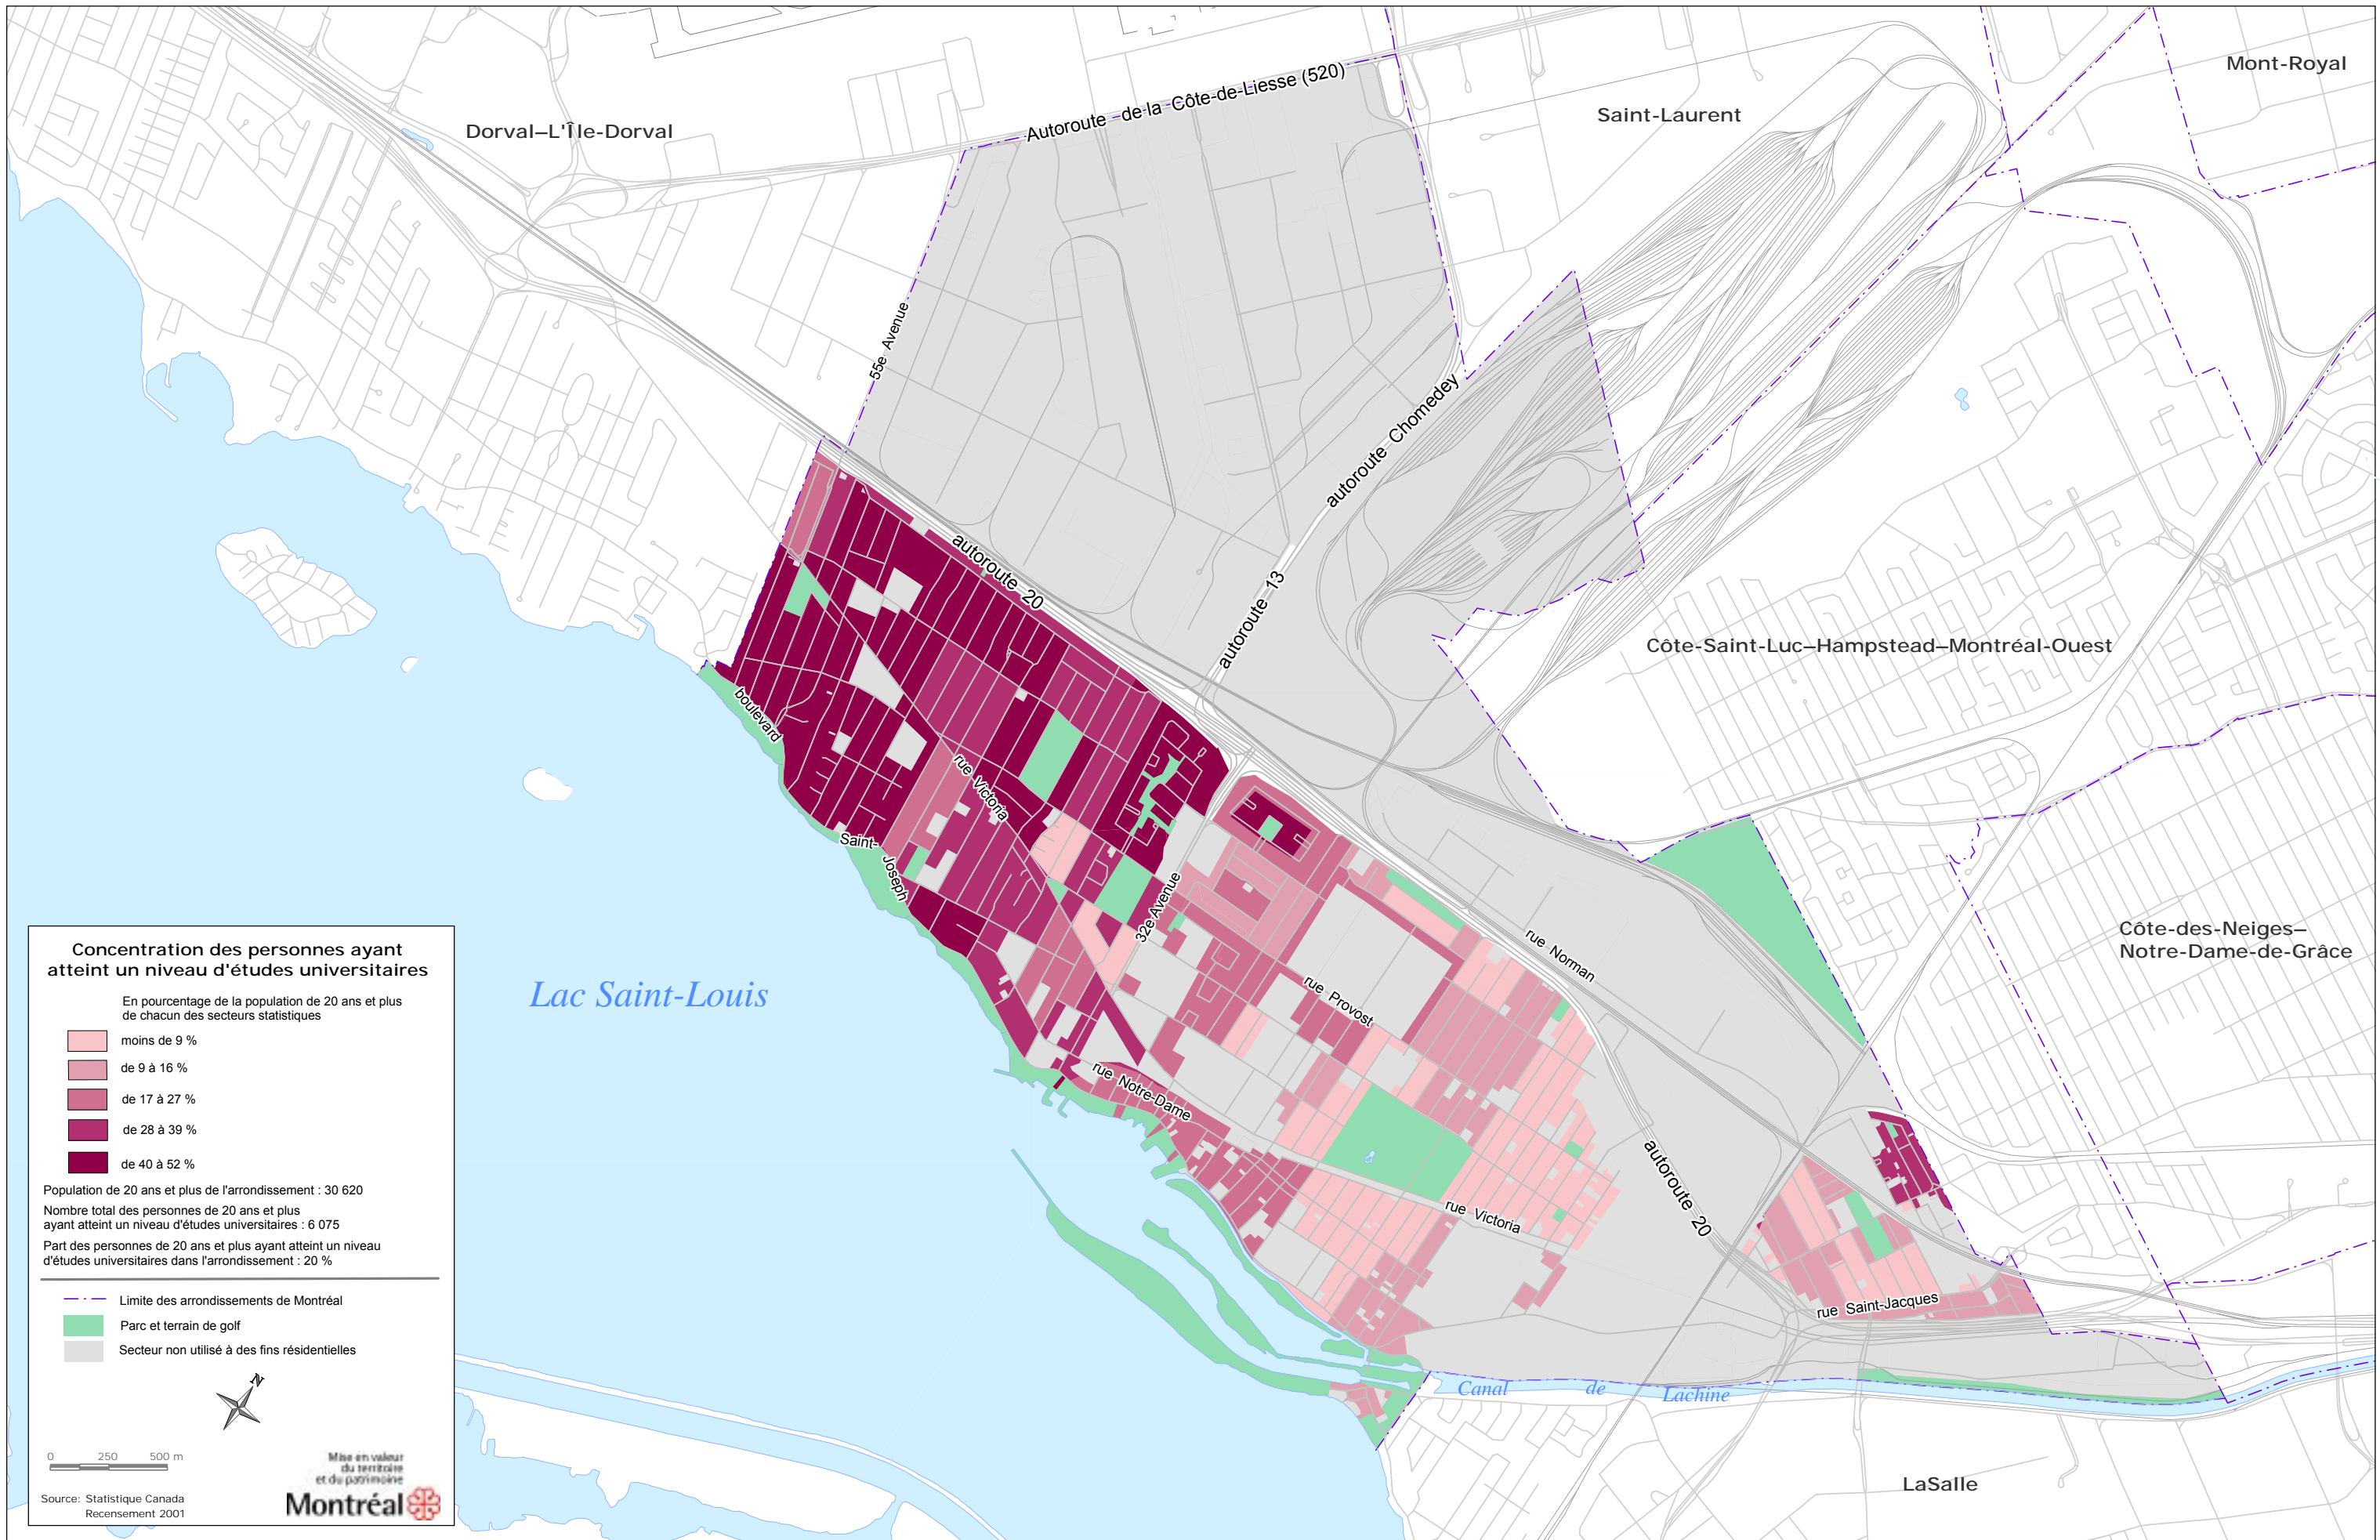 Mont-Royal
Saint-Laurent
Dorval–L'Île-Dorval
Autoroute de la Côte-de-Liesse (520)
55e Avenue
autoroute Chomedey
autoroute 13
autoroute 20
Côte-Saint-Luc–Hampstead–Montréal-Ouest
boulevard
Saint-
Joseph
rue Victoria
32e Avenue
rue Norman
rue Provost
Côte-des-Neiges–
Notre-Dame-de-Grâce
Lac Saint-Louis
rue Notre-Dame
rue Victoria
autoroute 20
rue Saint-Jacques
Canal de Lachine
LaSalle
Concentration des personnes ayant
atteint un niveau d'études universitaires
En pourcentage de la population de 20 ans et plus
de chacun des secteurs statistiques
moins de 9 %
de 9 à 16 %
de 17 à 27 %
de 28 à 39 %
de 40 à 52 %
Population de 20 ans et plus de l'arrondissement : 30 620
Nombre total des personnes de 20 ans et plus
ayant atteint un niveau d'études universitaires : 6 075
Part des personnes de 20 ans et plus ayant atteint un niveau
d'études universitaires dans l'arrondissement : 20 %
Limite des arrondissements de Montréal
Parc et terrain de golf
Secteur non utilisé à des fins résidentielles
N
0 250 500 m
Mise en valeur
du territoire
et du patrimoine
Montréal
Source: Statistique Canada
Recensement 2001